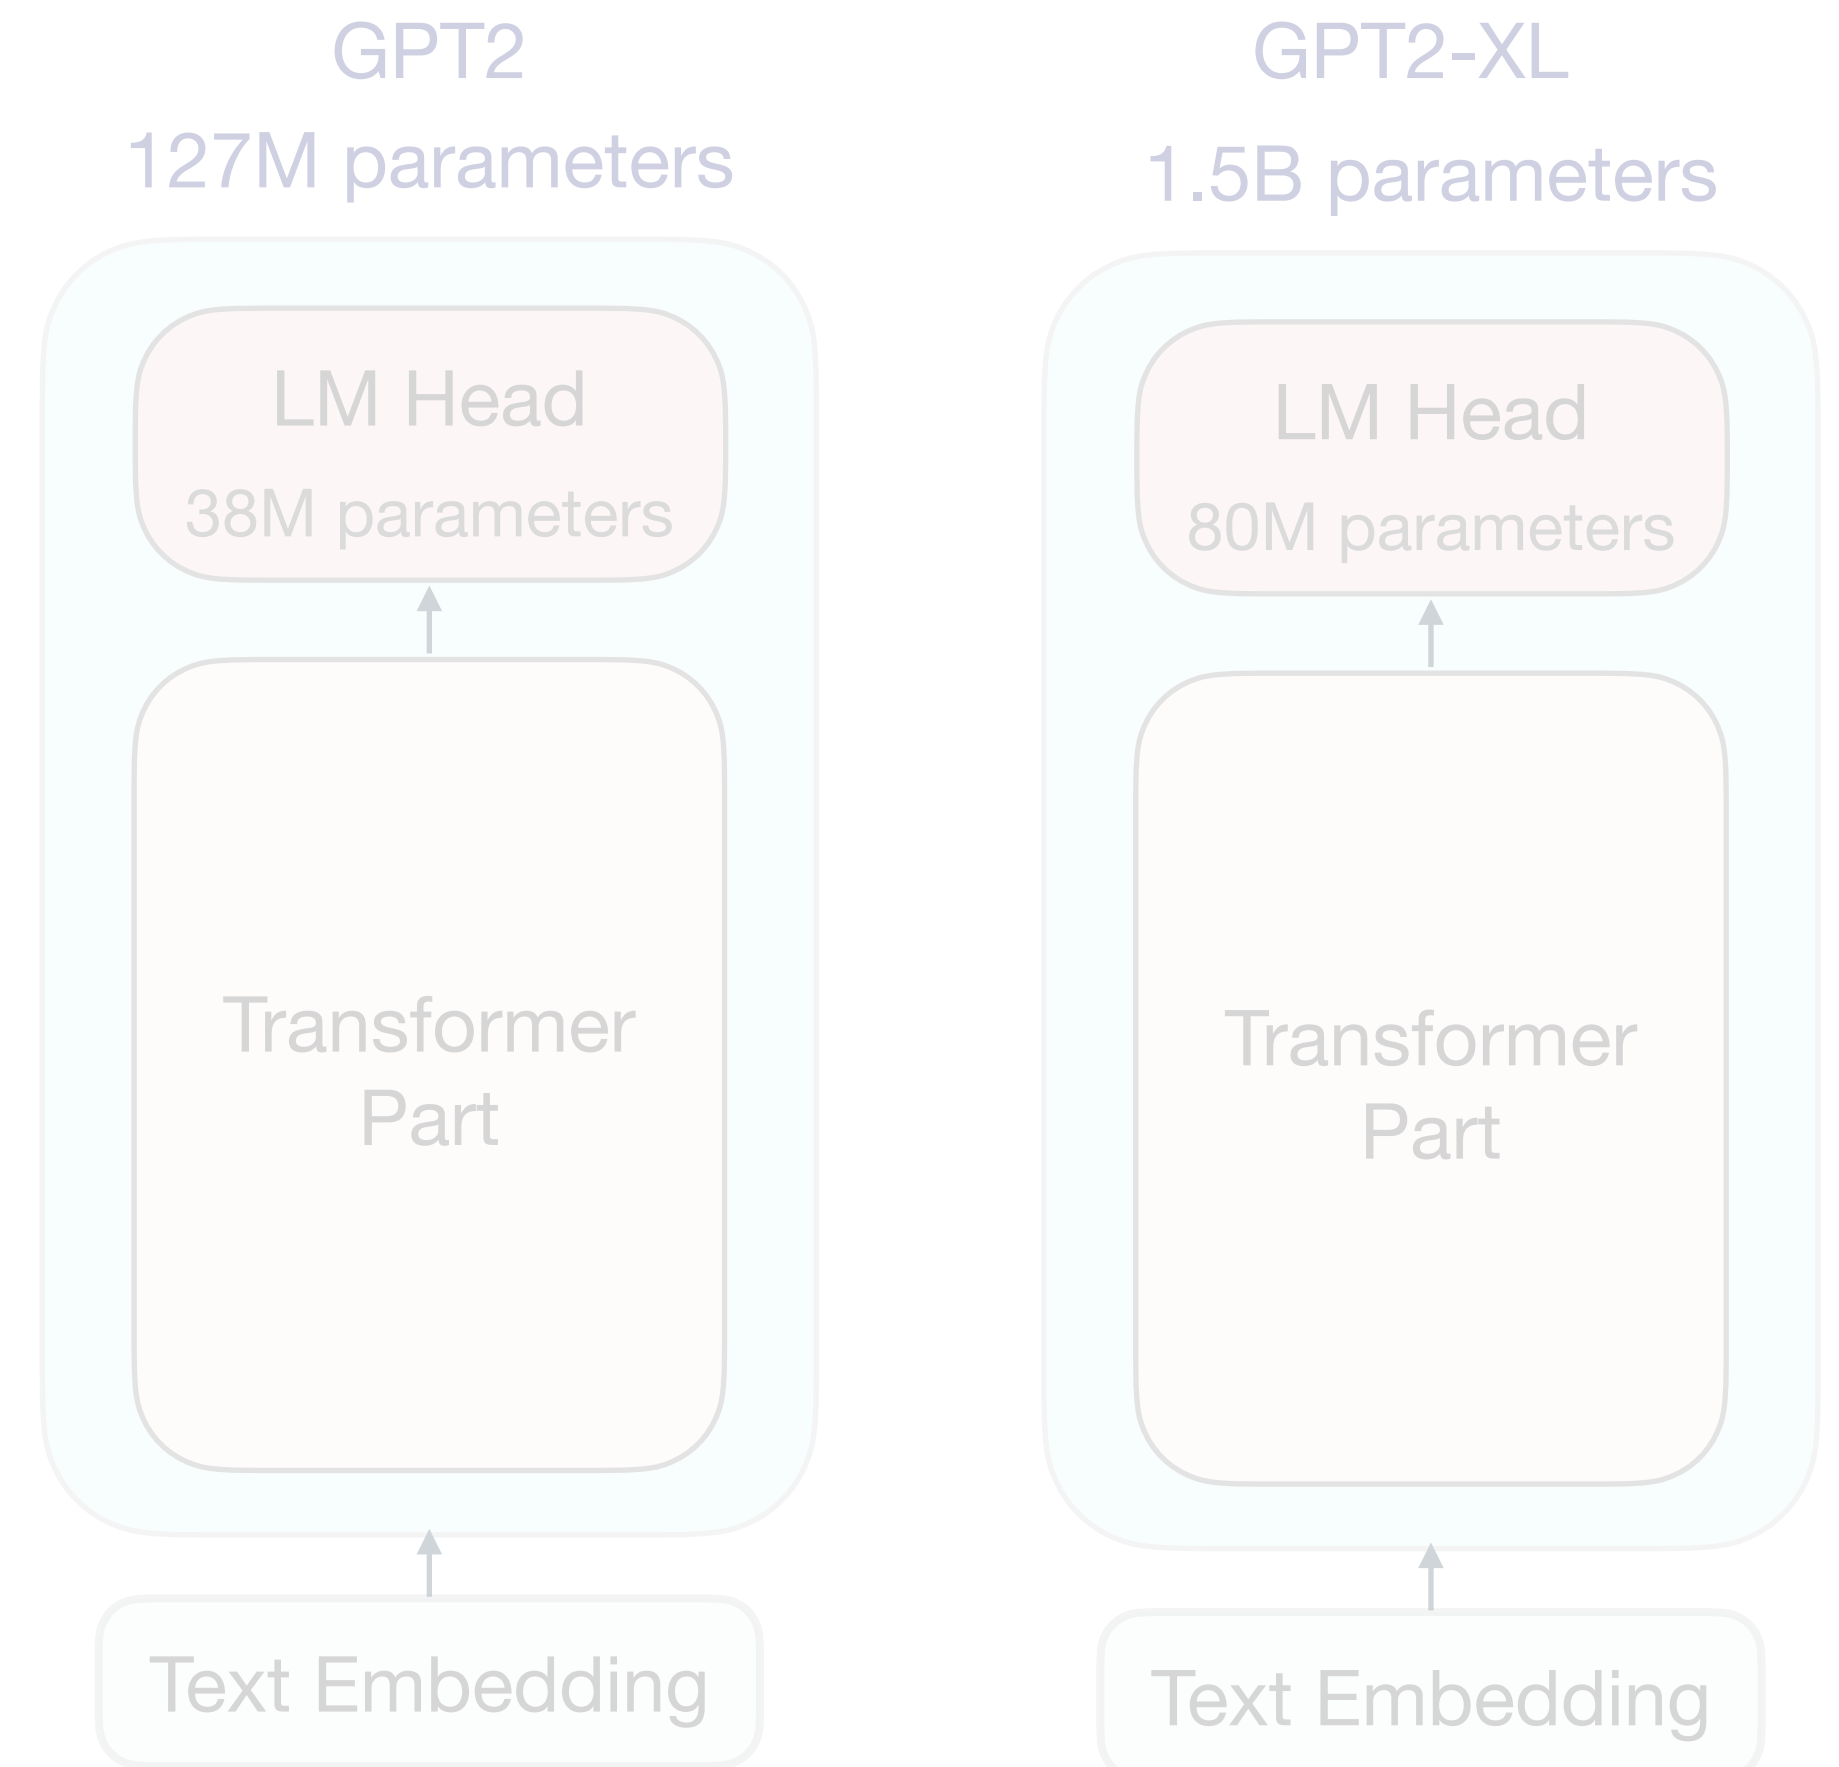 GPT2
127M parameters
LM Head
38M parameters
Transformer
Part
Text Embedding
GPT2-XL
1.5B parameters
LM Head
80M parameters
Transformer
Part
Text Embedding